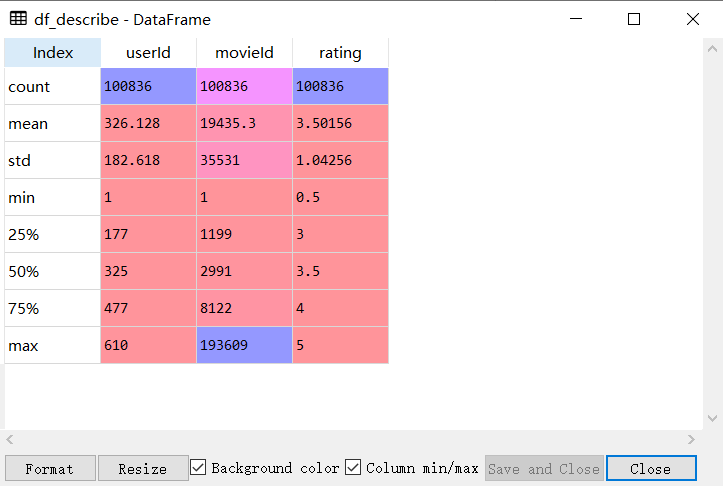 df_describe - DataFrame
Index userId movieId rating
count 100836 100836 100836
mean 326.128 19435.3 3.50156
std 182.618 35531 1.04256
min 1 1 0.5
25% 177 1199 3
50% 325 2991 3.5
75% 477 8122 4
max 610 193609 5
Format Resize Background color Column min/max Save and Close Close